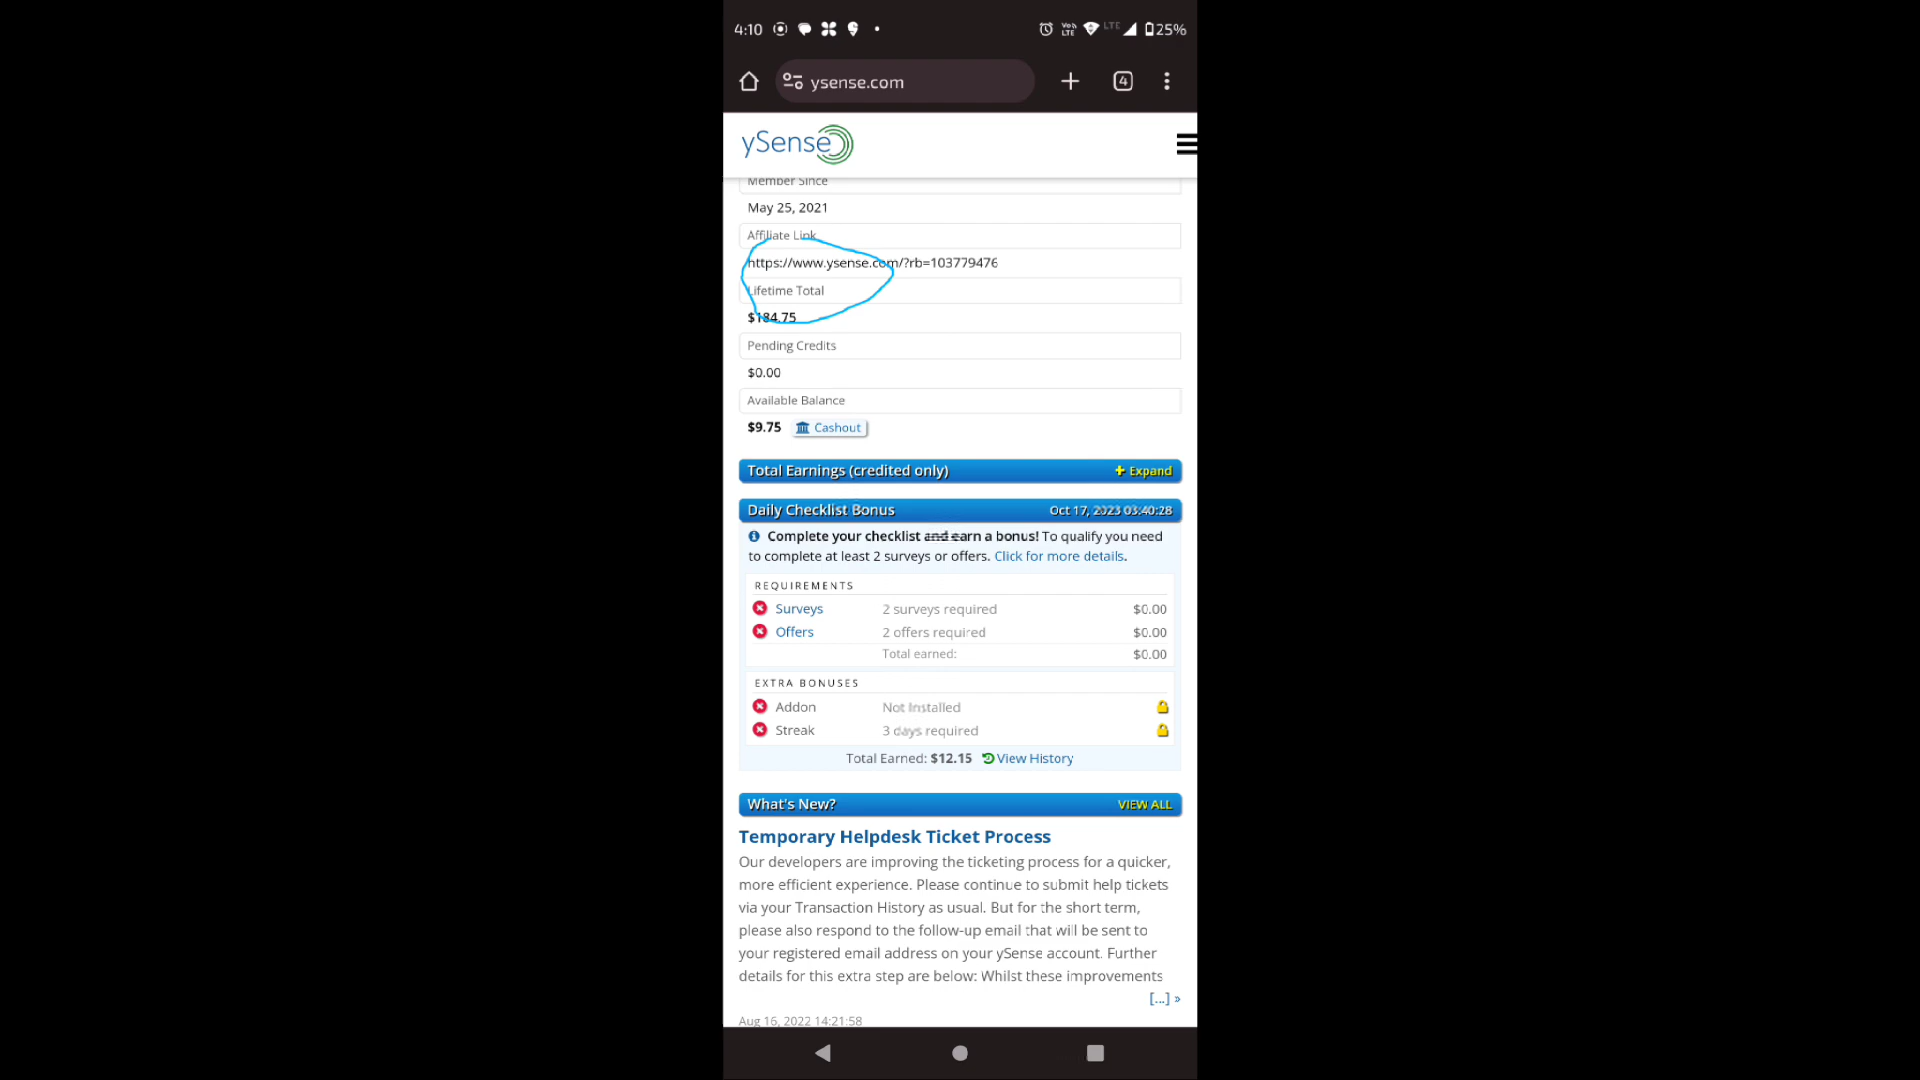 4:10 VoLTE LTE 25%
ysense.com 4
ySense
Member Since
May 25, 2021
Affiliate Link
https://www.ysense.com/?rb=103779476
Lifetime Total
$184.75
Pending Credits
$0.00
Available Balance
$9.75 Cashout
Total Earnings (credited only) + Expand
Daily Checklist Bonus Oct 17, 2023 03:40:28
Complete your checklist and earn a bonus! To qualify you need
to complete at least 2 surveys or offers. Click for more details.
REQUIREMENTS
Surveys 2 surveys required $0.00
Offers 2 offers required $0.00
Total earned: $0.00
EXTRA BONUSES
Addon Not Installed
Streak 3 days required
Total Earned: $12.15 View History
What's New? VIEW ALL
Temporary Helpdesk Ticket Process
Our developers are improving the ticketing process for a quicker,
more efficient experience. Please continue to submit help tickets
via your Transaction History as usual. But for the short term,
please also respond to the follow-up email that will be sent to
your registered email address on your ySense account. Further
details for this extra step are below: Whilst these improvements
[...] »
Aug 16, 2022 14:21:58